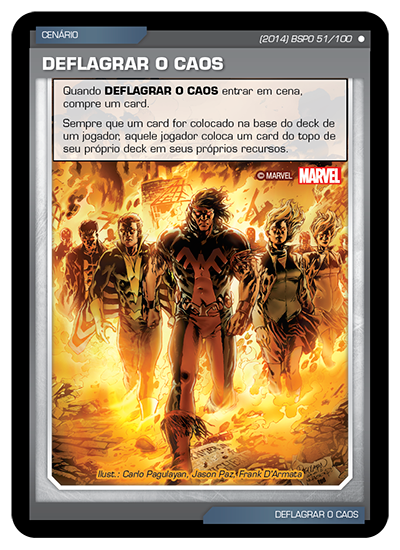 CENÁRIO
(2014) BSPO 51/100 ●
DEFLAGRAR O CAOS
Quando DEFLAGRAR O CAOS entrar em cena,
compre um card.
Sempre que um card for colocado na base do deck de
um jogador, aquele jogador coloca um card do topo de
seu próprio deck em seus próprios recursos.
© MARVEL MARVEL
Ilust.: Carlo Pagulayan, Jason Paz, Frank D'Armata
DEFLAGRAR O CAOS